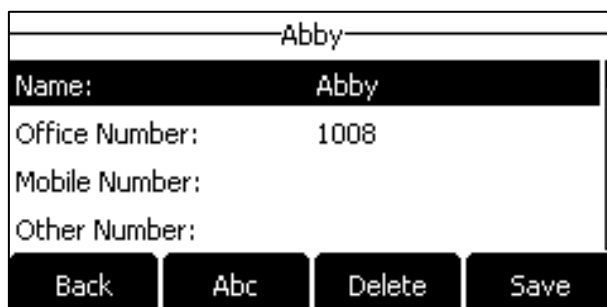 Abby
Name: Abby
Office Number: 1008
Mobile Number:
Other Number:
Back Abc Delete Save